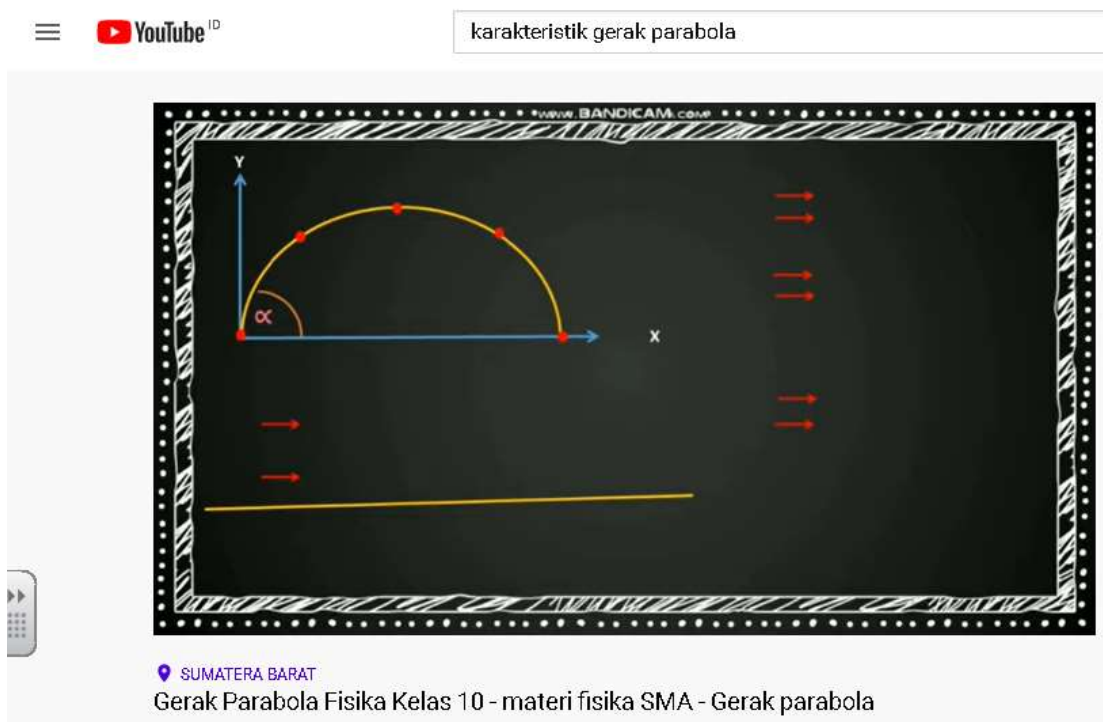 YouTube ID
karakteristik gerak parabola
WWW.BANDICAM.COM
Y
α
X
SUMATERA BARAT
Gerak Parabola Fisika Kelas 10 - materi fisika SMA - Gerak parabola